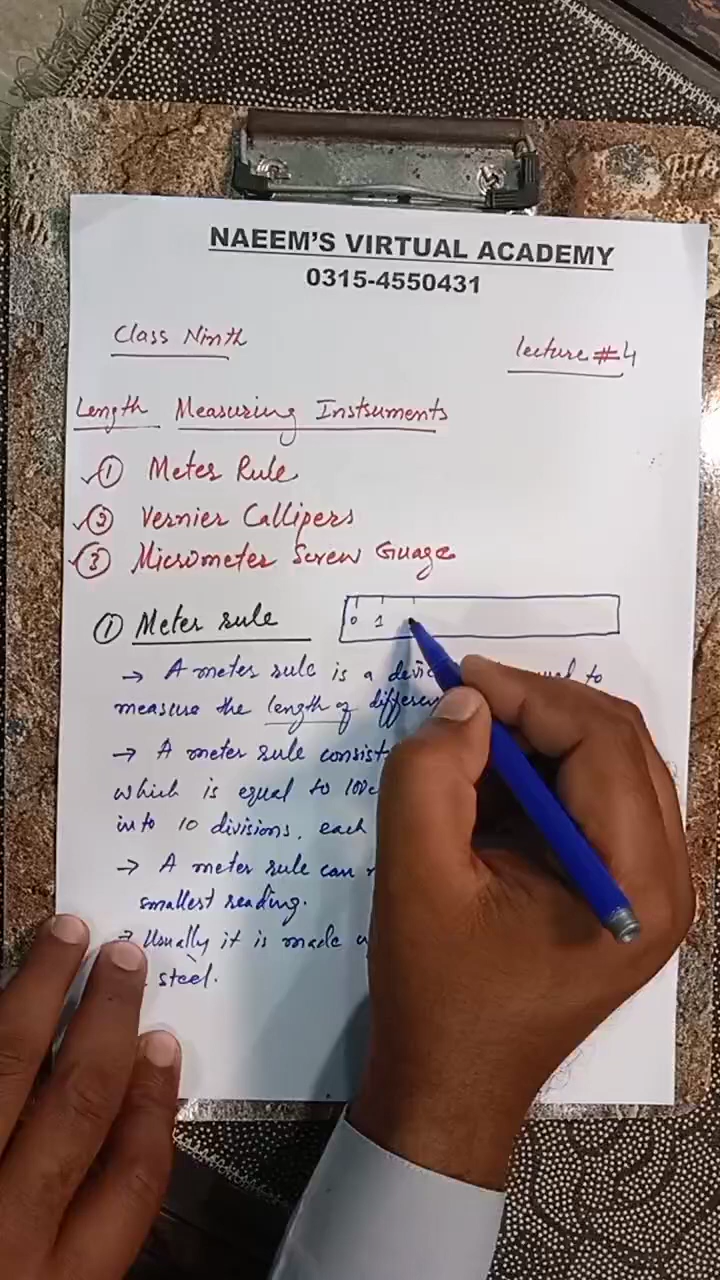 NAEEM'S VIRTUAL ACADEMY
0315-4550431
Class Ninth
lecture #4
Length Measuring Instruments
① Meter Rule
② Vernier Callipers
③ Micrometer Screw Guage
① Meter rule
0 1
→ A meter rule is a to
measure the length of
→ A meter rule
which is equal to
into 10 divisions, each
→ A meter rule can
smallest reading.
→ Usually it is made
steel.